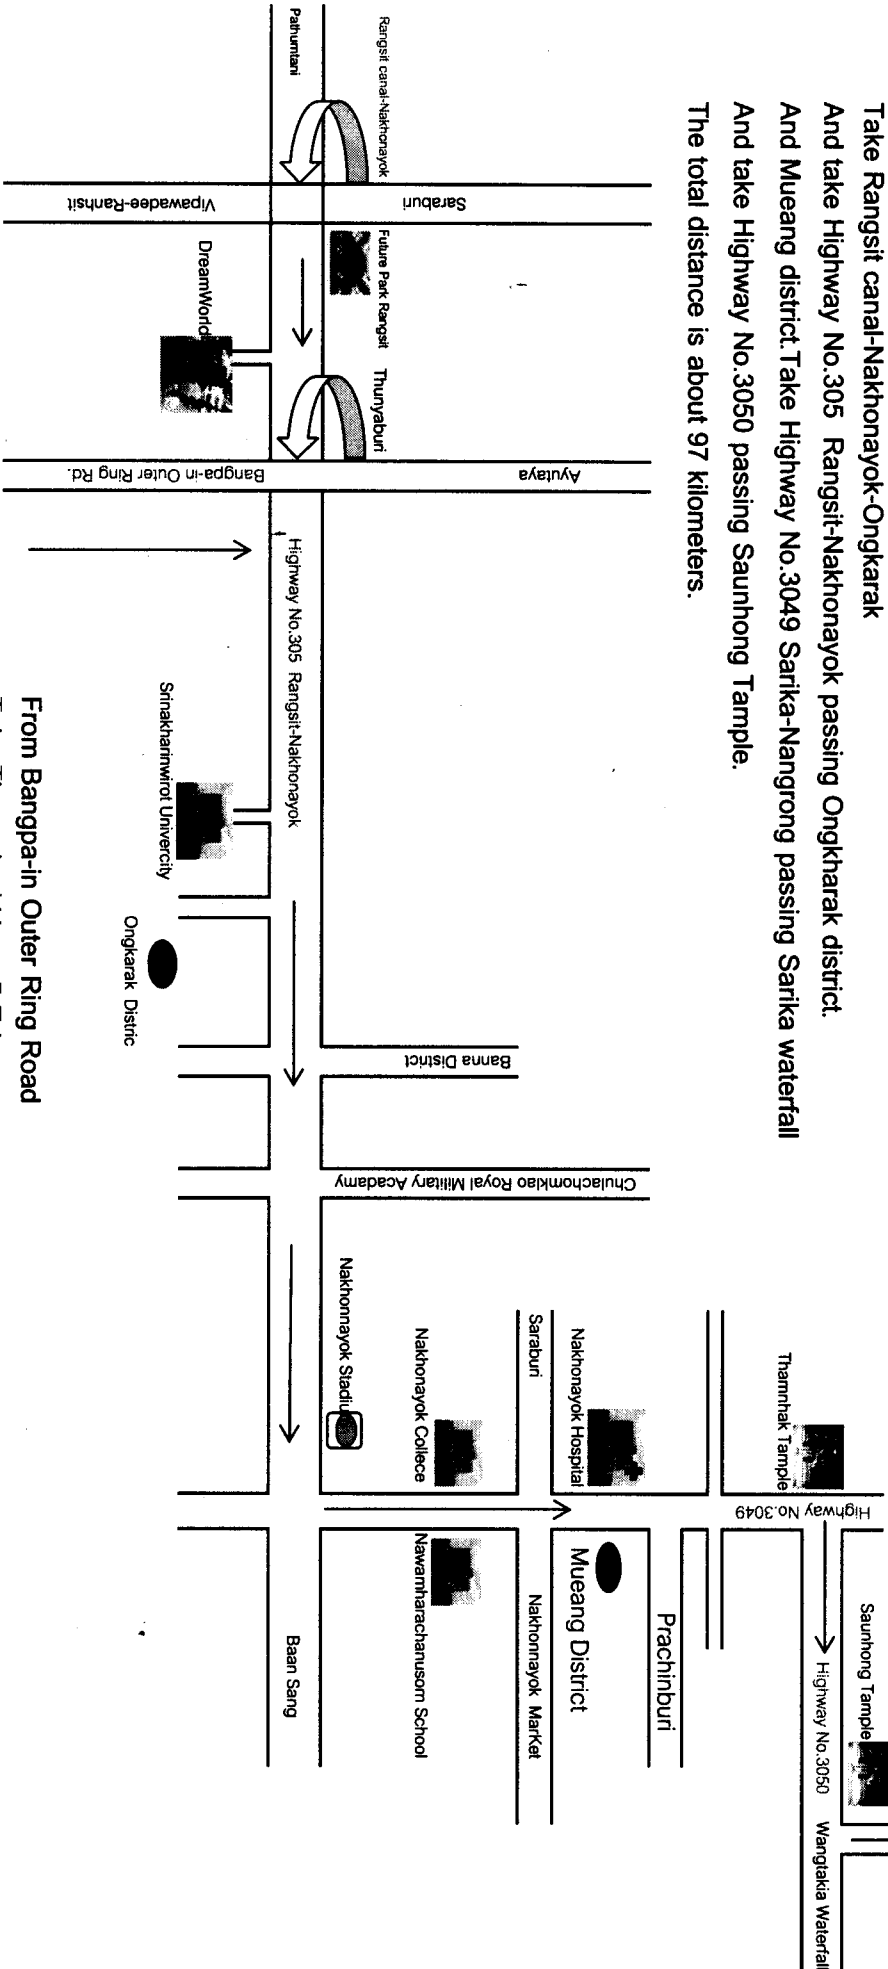 Take Rangsit canal-Nakhonayok-Ongkarak
And take Highway No.305 Rangsit-Nakhonayok passing Ongkharak district.
And Mueang district.Take Highway No.3049 Sarika-Nangrong passing Sarika waterfall
And take Highway No.3050 passing Saunhong Tample.
The total distance is about 97 kilometers.
Saunhong Tample
Highway No.3050 Wangtakia Waterfall
Thamnhak Tample
Highway No.3049
Prachinburi
Nakhonayok Hospital
Mueang District
Saraburi
Nakhonnayok MarKet
Nakhonayok Collece
Nawamharachanusorn School
Rangsit canal-Nakhonayok
Saraburi
Future Park Rangsit
Thunyaburi
Ayutaya
Banna District
Chulachomklao Royal Military Acadamy
Nakhonnayok Stadiu
Pathumtani
Highway No.305 Rangsit-Nakhonayok
Baan Sang
Vipawadee-Ranhsit
DreamWorld
Bangpa-in Outer Ring Rd.
Srinakharinwirot Univercity
Ongkarak Distric
From Bangpa-in Outer Ring Road